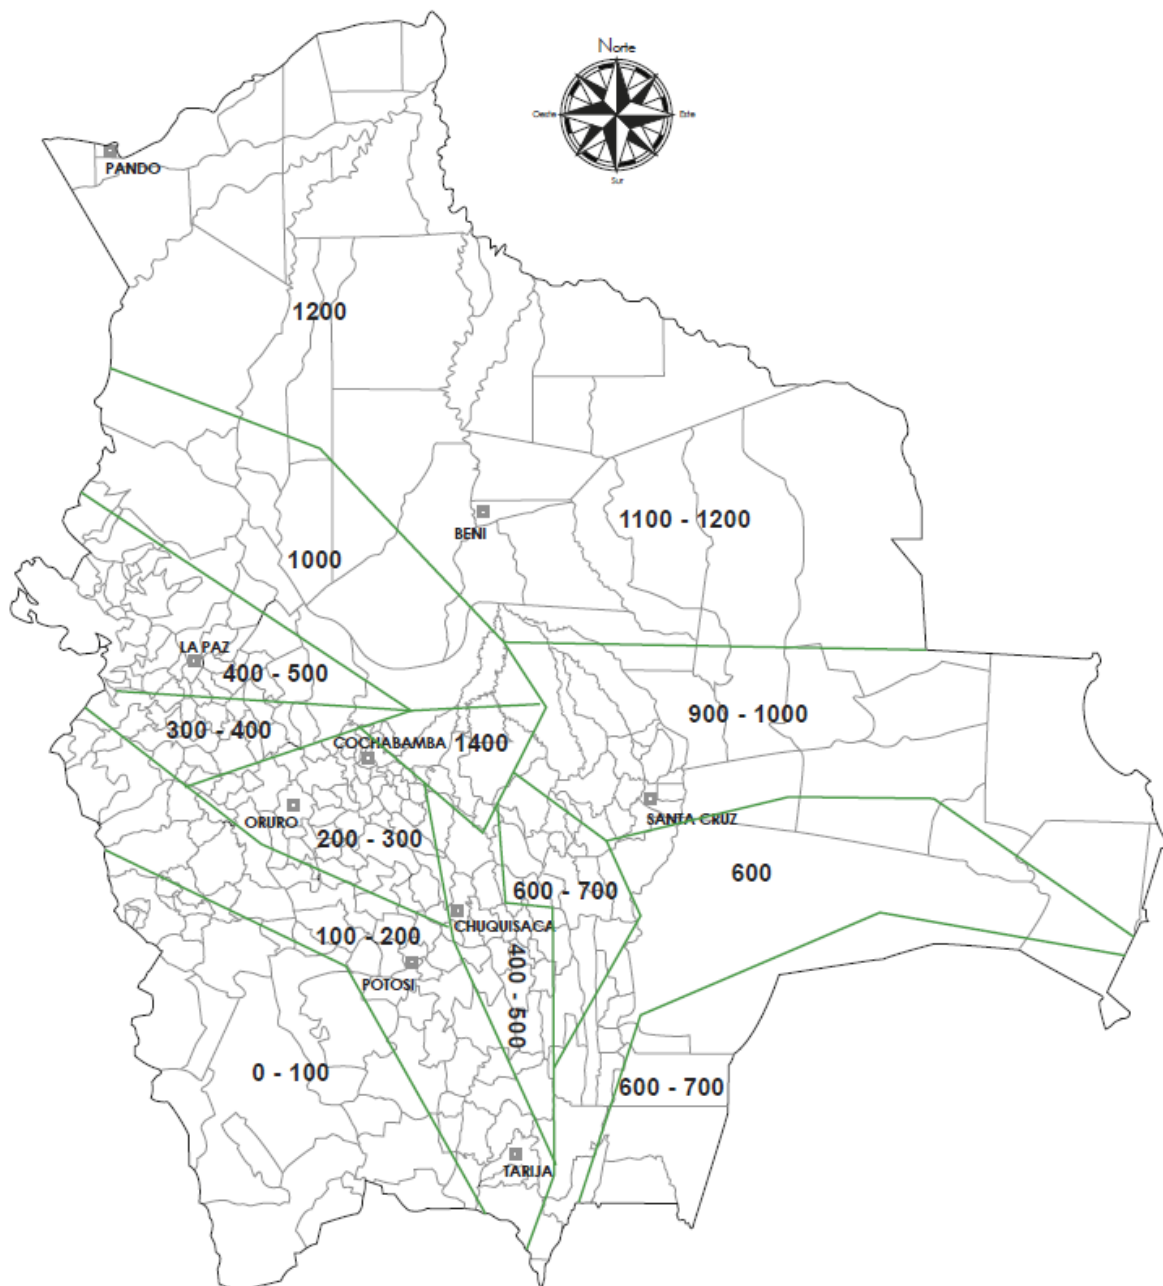 Norte
Oeste
Este
Sur
PANDO
1200
1100 - 1200
BENI
1000
LA PAZ
400 - 500
300 - 400
900 - 1000
COCHABAMBA
1400
ORURO
SANTA CRUZ
200 - 300
600
600 - 700
CHUQUISACA
100 - 200
400 - 500
POTOSI
0 - 100
600 - 700
TARIJA